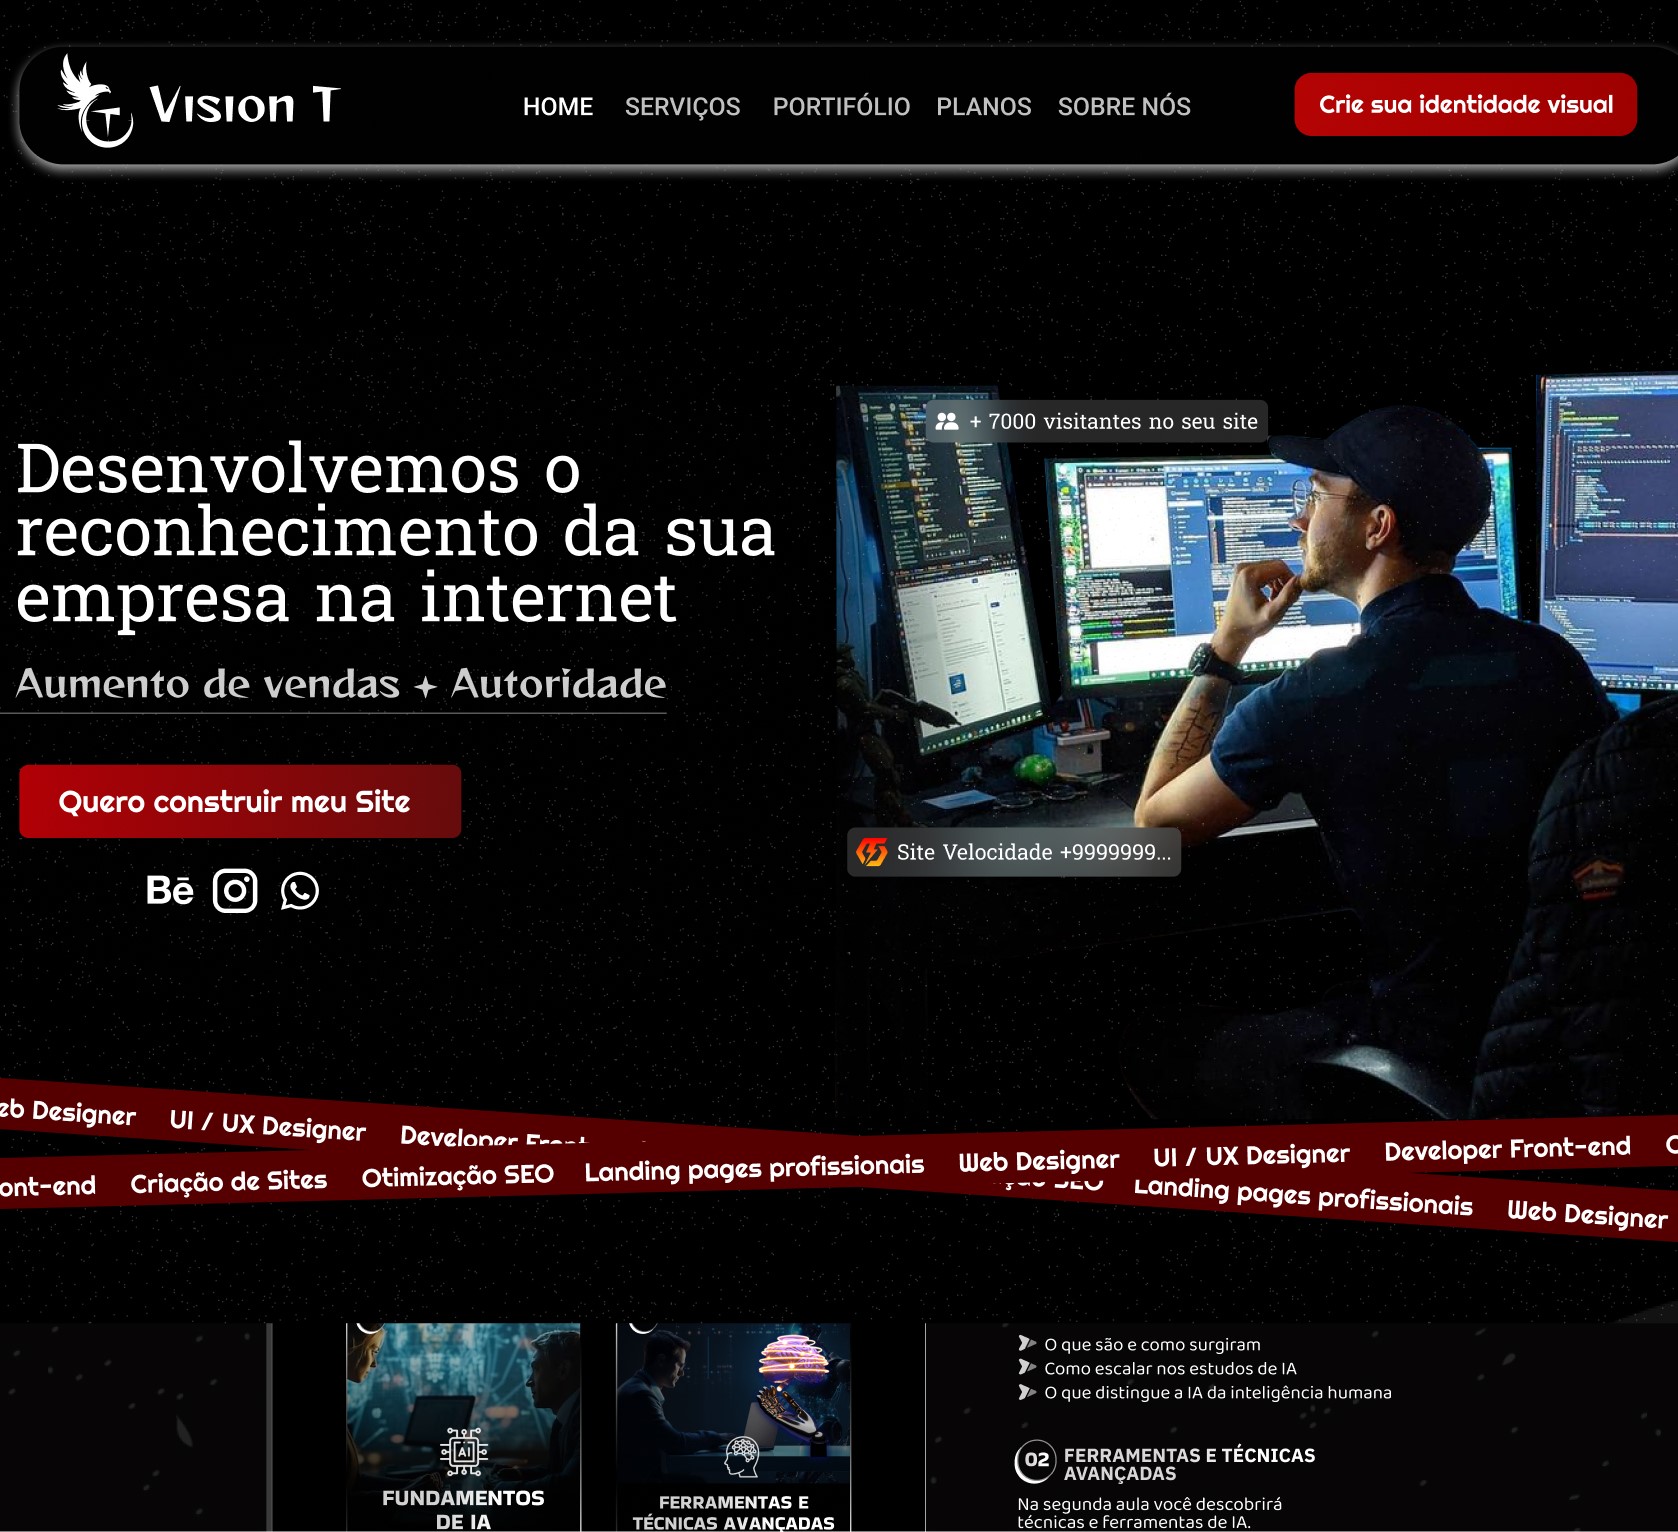 Vision T
HOME SERVIÇOS PORTIFÓLIO PLANOS SOBRE NÓS
Crie sua identidade visual
+ 7000 visitantes no seu site
Desenvolvemos o
reconhecimento da sua
empresa na internet
Aumento de vendas ✦ Autoridade
Quero construir meu Site
Site Velocidade +9999999...
Bē
eb Designer UI / UX Designer Developer Front
ont-end Criação de Sites Otimização SEO Landing pages profissionais Web Designer UI / UX Designer Developer Front-end
SEO Landing pages profissionais Web Designer
O que são e como surgiram
Como escalar nos estudos de IA
O que distingue a IA da inteligência humana
02 FERRAMENTAS E TÉCNICAS
AVANÇADAS
Na segunda aula você descobrirá
técnicas e ferramentas de IA.
AI
FUNDAMENTOS
DE IA
FERRAMENTAS E
TÉCNICAS AVANÇADAS